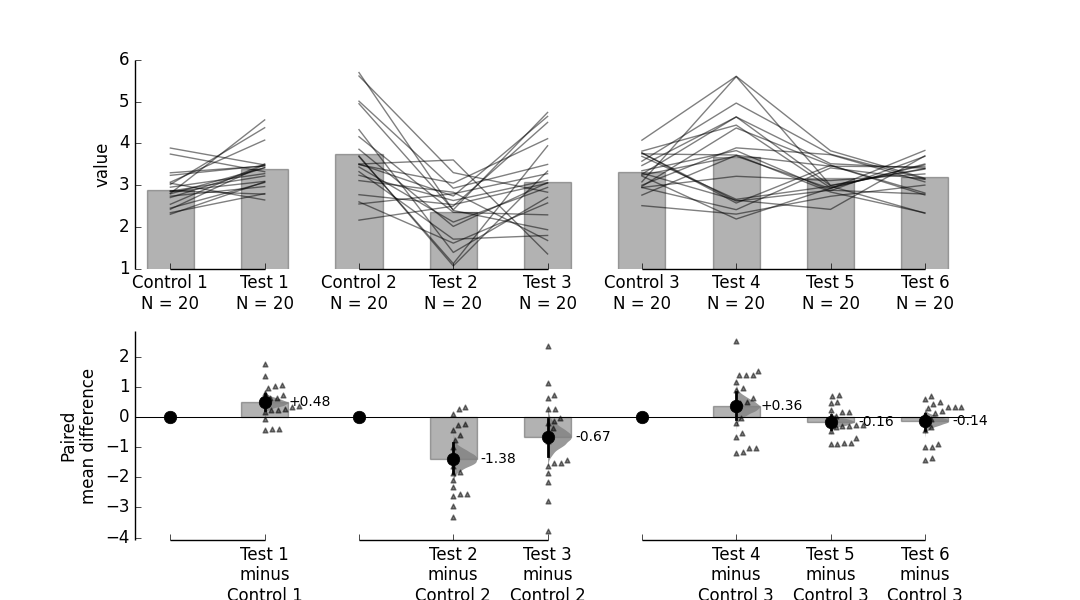 6
5
4
3
2
1
value
Control 1
N = 20
Test 1
N = 20
Control 2
N = 20
Test 2
N = 20
Test 3
N = 20
Control 3
N = 20
Test 4
N = 20
Test 5
N = 20
Test 6
N = 20
2
1
0
−1
−2
−3
−4
Paired
mean difference
+0.48
-1.38
-0.67
+0.36
-0.16
-0.14
Test 1
minus
Control 1
Test 2
minus
Control 2
Test 3
minus
Control 2
Test 4
minus
Control 3
Test 5
minus
Control 3
Test 6
minus
Control 3